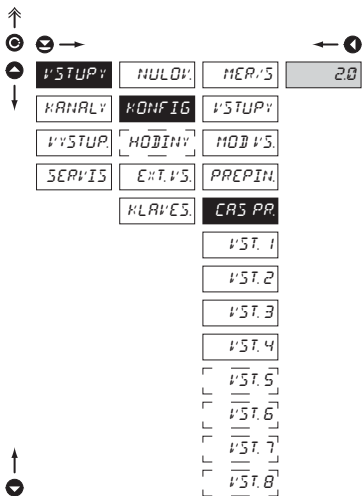 VSTUPY NULOV. MER./S 2.0
KANALY KONFIG VSTUPY
VYSTUP. HODINY MOD VS.
SERVIS EXT. VS. PREPIN.
KLAVES. CAS PR.
VST. 1
VST. 2
VST. 3
VST. 4
VST. 5
VST. 6
VST. 7
VST. 8